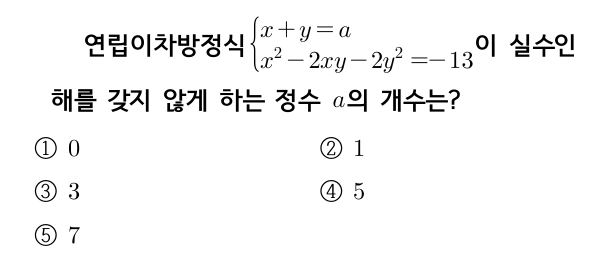 연립이차방정식 $\begin{cases} x+y=a \\ x^2-2xy-2y^2=-13 \end{cases}$이 실수인
해를 갖지 않게 하는 정수 $a$의 개수는?
① 0 ② 1
③ 3 ④ 5
⑤ 7